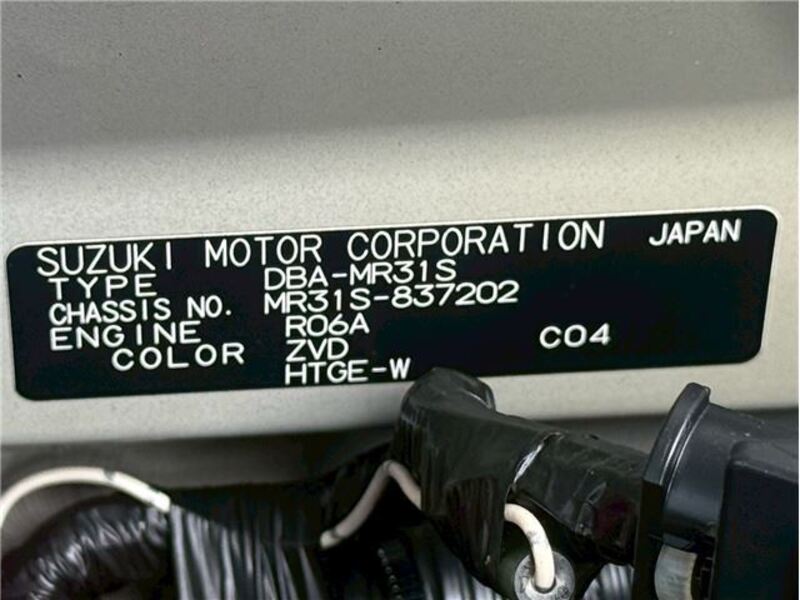 SUZUKI MOTOR CORPORATION JAPAN
TYPE DBA-MR31S
CHASSIS NO. MR31S-837202
ENGINE R06A
COLOR ZVD C04
HTGE-W